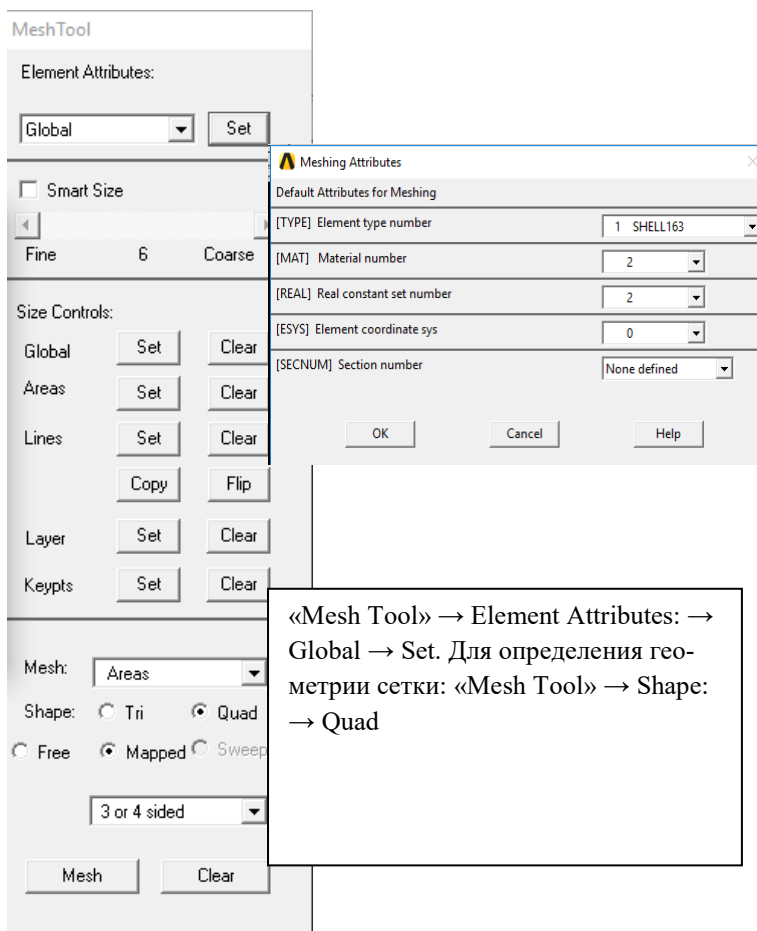 MeshTool
Element Attributes:
Global Set
Smart Size
Fine 6 Coarse
Size Controls:
Global Set Clear
Areas Set Clear
Lines Set Clear
Copy Flip
Layer Set Clear
Keypts Set Clear
Mesh: Areas
Shape: Tri Quad
Free Mapped Sweep
3 or 4 sided
Mesh Clear
Meshing Attributes
Default Attributes for Meshing
[TYPE] Element type number 1 SHELL163
[MAT] Material number 2
[REAL] Real constant set number 2
[ESYS] Element coordinate sys 0
[SECNUM] Section number None defined
OK Cancel Help
«Mesh Tool» → Element Attributes: →
Global → Set. Для определения гео-
метрии сетки: «Mesh Tool» → Shape:
→ Quad